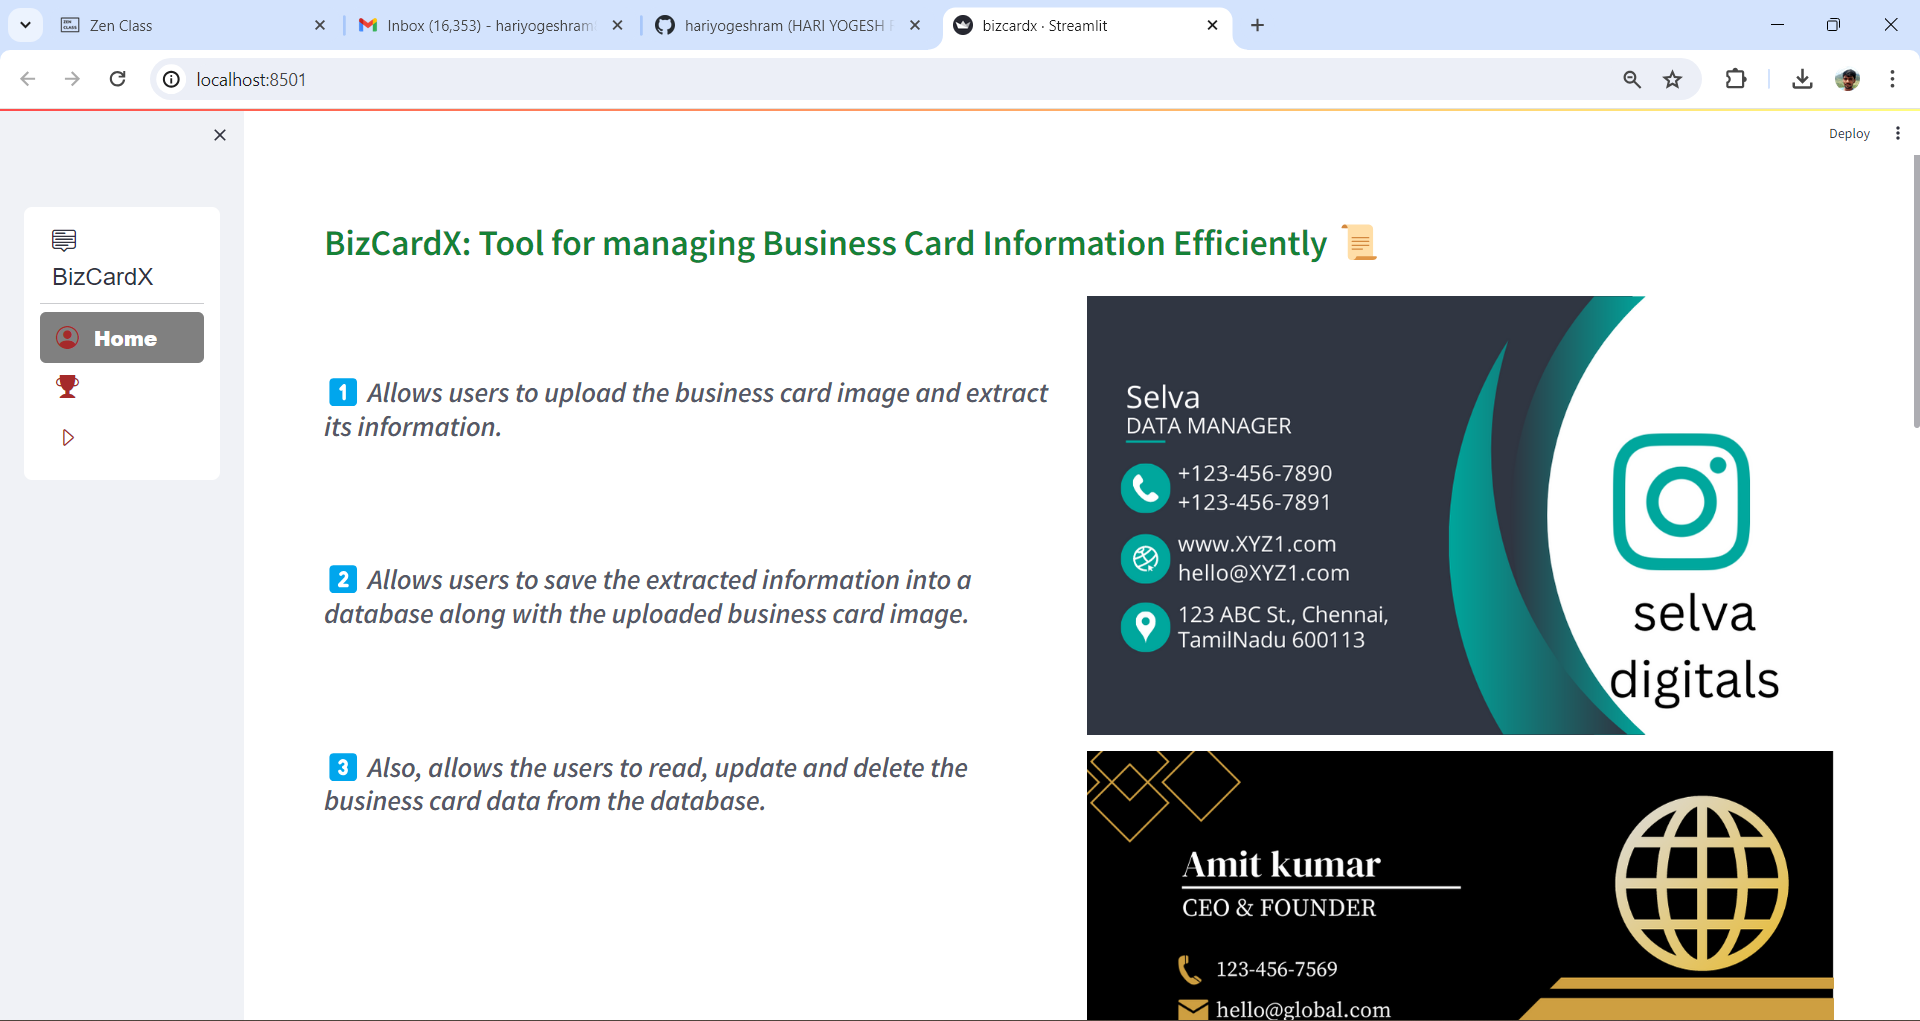 Zen Class
Inbox (16,353) - hariyogeshram
hariyogeshram (HARI YOGESH
bizcardx · Streamlit
localhost:8501
Deploy
BizCardX
Home
BizCardX: Tool for managing Business Card Information Efficiently
1 Allows users to upload the business card image and extract
its information.
2 Allows users to save the extracted information into a
database along with the uploaded business card image.
3 Also, allows the users to read, update and delete the
business card data from the database.
Selva
DATA MANAGER
+123-456-7890
+123-456-7891
www.XYZ1.com
hello@XYZ1.com
123 ABC St., Chennai,
TamilNadu 600113
selva
digitals
Amit kumar
CEO & FOUNDER
123-456-7569
hello@global.com